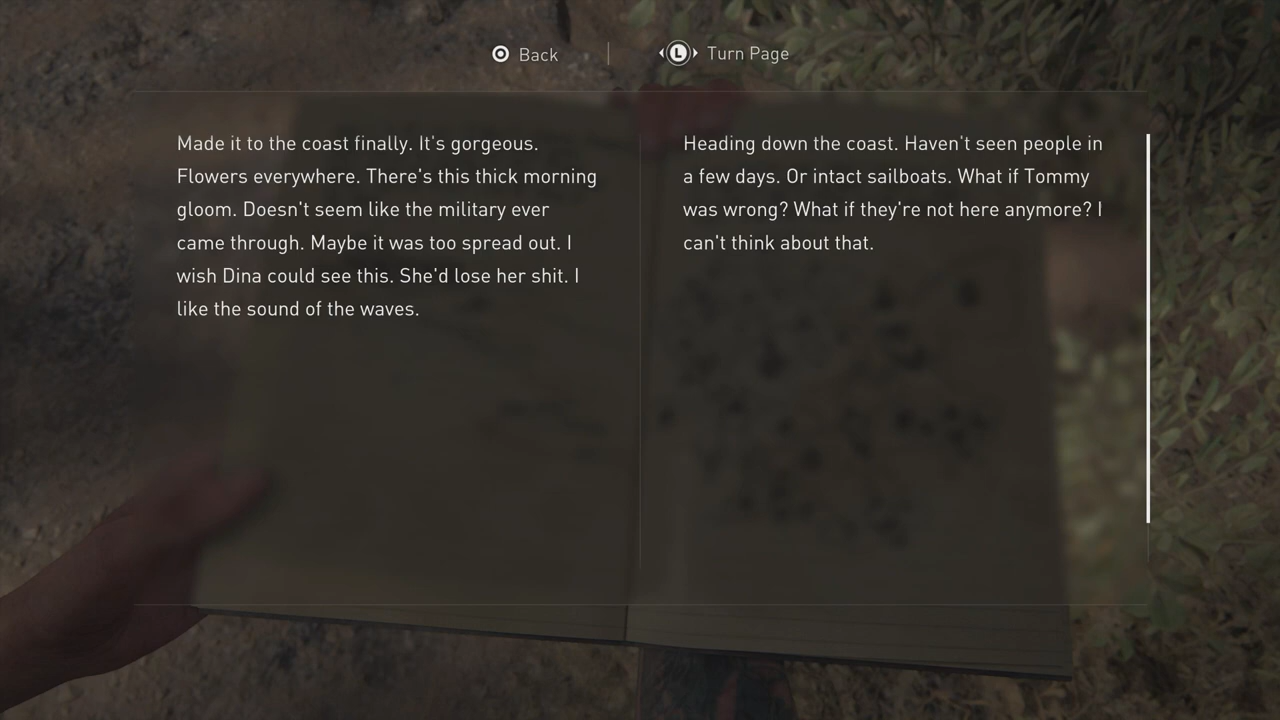 Back
L
Turn Page
Made it to the coast finally. It's gorgeous.
Flowers everywhere. There's this thick morning
gloom. Doesn't seem like the military ever
came through. Maybe it was too spread out. I
wish Dina could see this. She'd lose her shit. I
like the sound of the waves.
Heading down the coast. Haven't seen people in
a few days. Or intact sailboats. What if Tommy
was wrong? What if they're not here anymore? I
can't think about that.